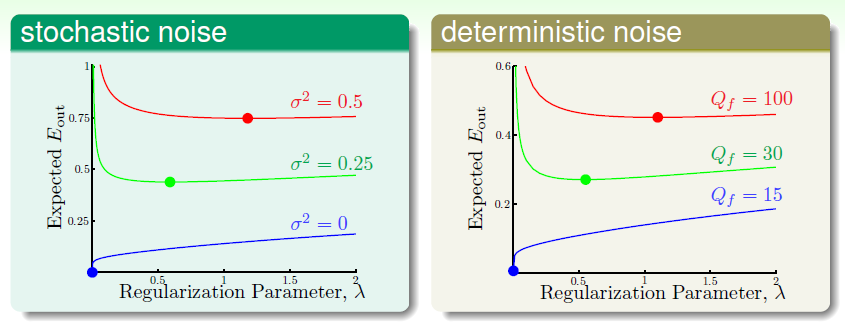 stochastic noise
1
0.75
0.5
0.25
σ² = 0.5
σ² = 0.25
σ² = 0
Expected E_out
0.5
1
1.5
2
Regularization Parameter, λ
deterministic noise
0.6
0.4
0.2
Q_f = 100
Q_f = 30
Q_f = 15
Expected E_out
0.5
1
1.5
2
Regularization Parameter, λ